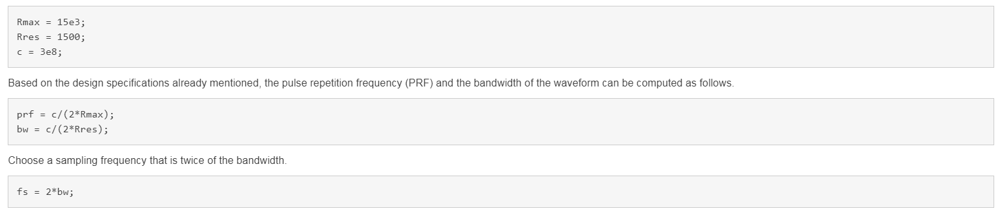 Rmax = 15e3;
Rres = 1500;
c = 3e8;
Based on the design specifications already mentioned, the pulse repetition frequency (PRF) and the bandwidth of the waveform can be computed as follows.
prf = c/(2*Rmax);
bw = c/(2*Rres);
Choose a sampling frequency that is twice of the bandwidth.
fs = 2*bw;